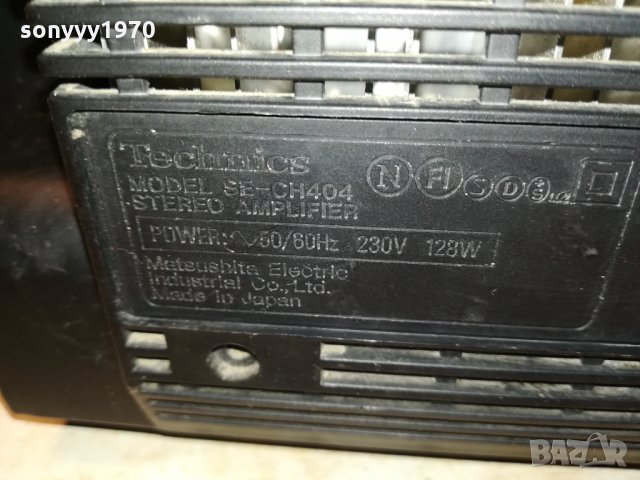 sonyvy1970
Technics
MODEL SE-CH404
STEREO AMPLIFIER
N FI S D S
POWER: ∿50/60Hz 230V 128W
Matsushita Electric
Industrial Co., Ltd.
Made in Japan
BAZAR